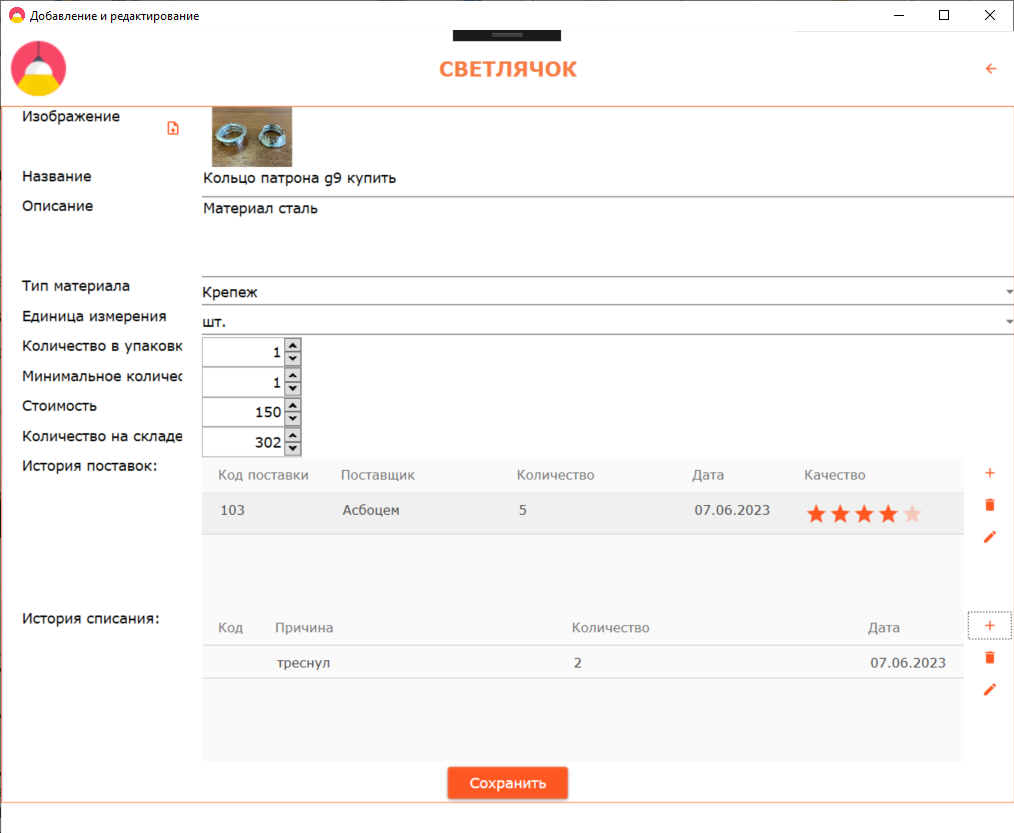 Добавление и редактирование
СВЕТЛЯЧОК
Изображение
Название
Кольцо патрона g9 купить
Описание
Материал сталь
Тип материала
Крепеж
Единица измерения
шт.
Количество в упаковк
1
Минимальное количес
1
Стоимость
150
Количество на складе
302
История поставок:
Код поставки Поставщик Количество Дата Качество
103 Асбоцем 5 07.06.2023
История списания:
Код Причина Количество Дата
треснул 2 07.06.2023
Сохранить